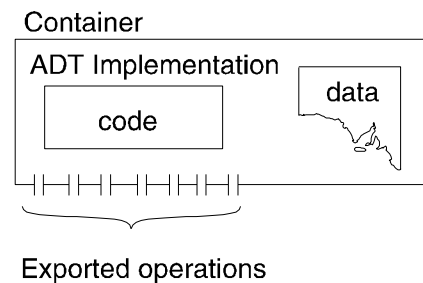 Container
ADT Implementation
code
data
Exported operations